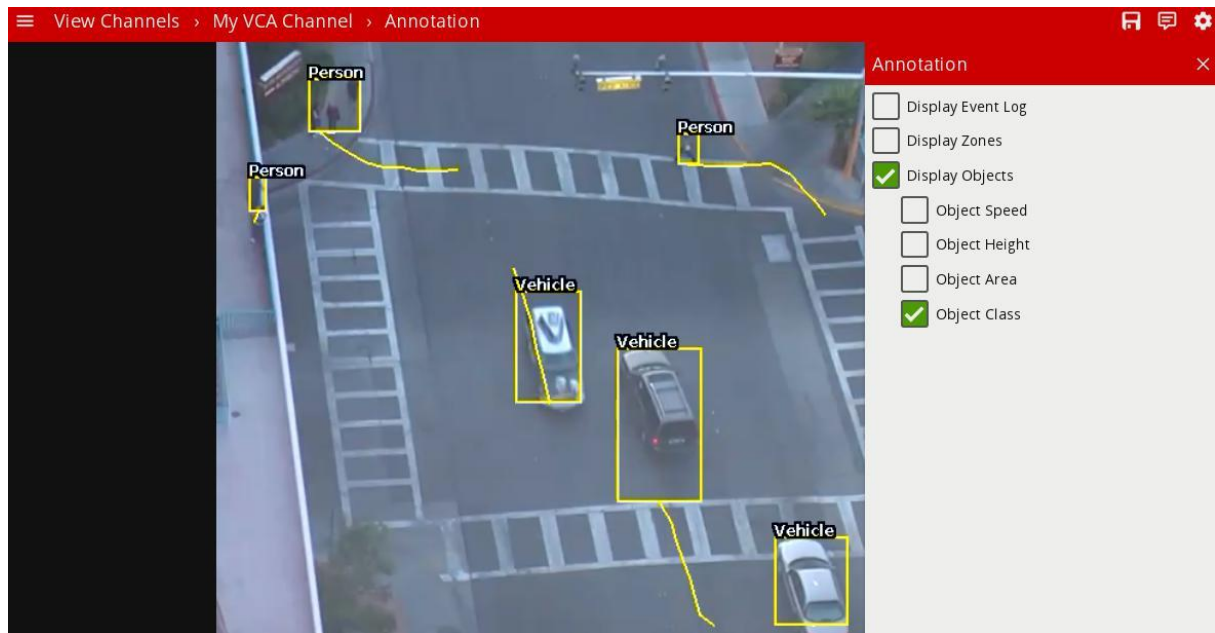 View Channels › My VCA Channel › Annotation
Annotation
Display Event Log
Display Zones
Display Objects
Object Speed
Object Height
Object Area
Object Class
Person
Person
Person
Vehicle
Vehicle
Vehicle